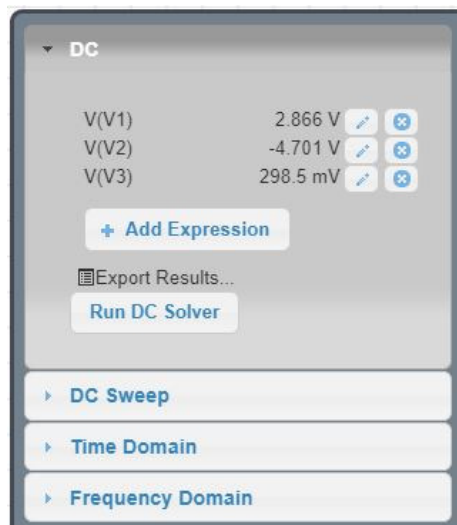 DC
V(V1) 2.866 V
V(V2) -4.701 V
V(V3) 298.5 mV
+ Add Expression
Export Results...
Run DC Solver
DC Sweep
Time Domain
Frequency Domain